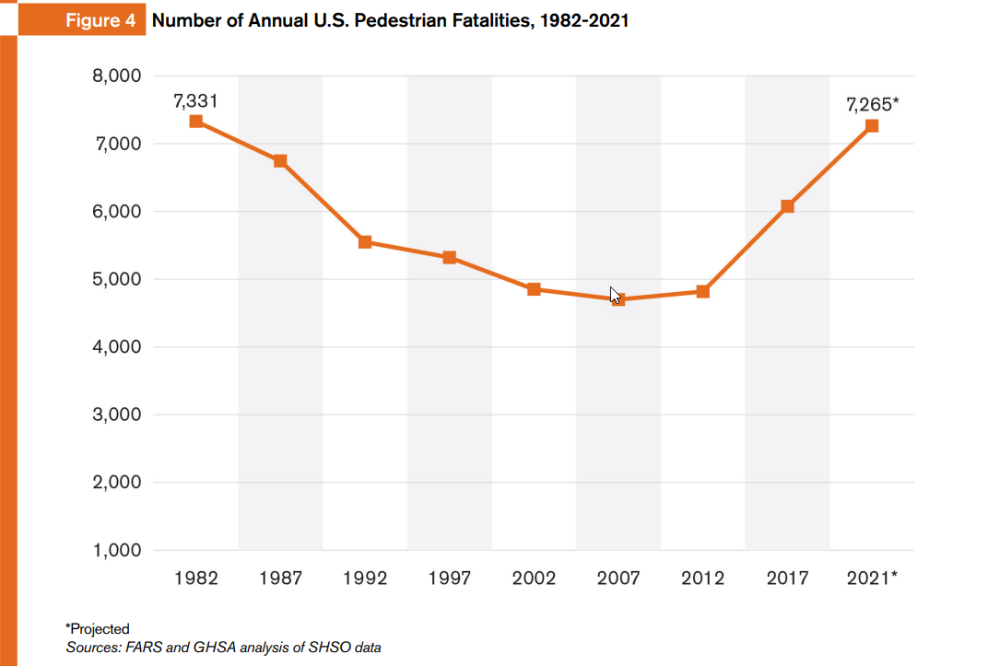 Figure 4 Number of Annual U.S. Pedestrian Fatalities, 1982-2021
8,000
7,331
7,265*
7,000
6,000
5,000
4,000
3,000
2,000
1,000
1982 1987 1992 1997 2002 2007 2012 2017 2021*
*Projected
Sources: FARS and GHSA analysis of SHSO data